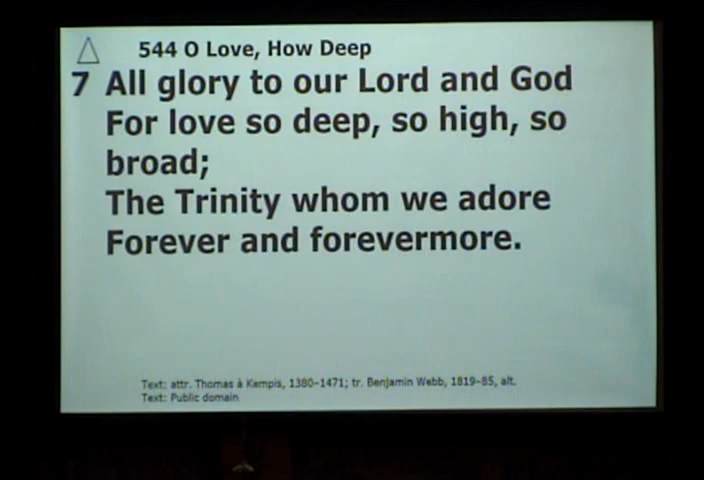 544 O Love, How Deep
7 All glory to our Lord and God
For love so deep, so high, so
broad;
The Trinity whom we adore
Forever and forevermore.
Text: attr. Thomas à Kempis, 1380–1471; tr. Benjamin Webb, 1819–85, alt.
Text: Public domain